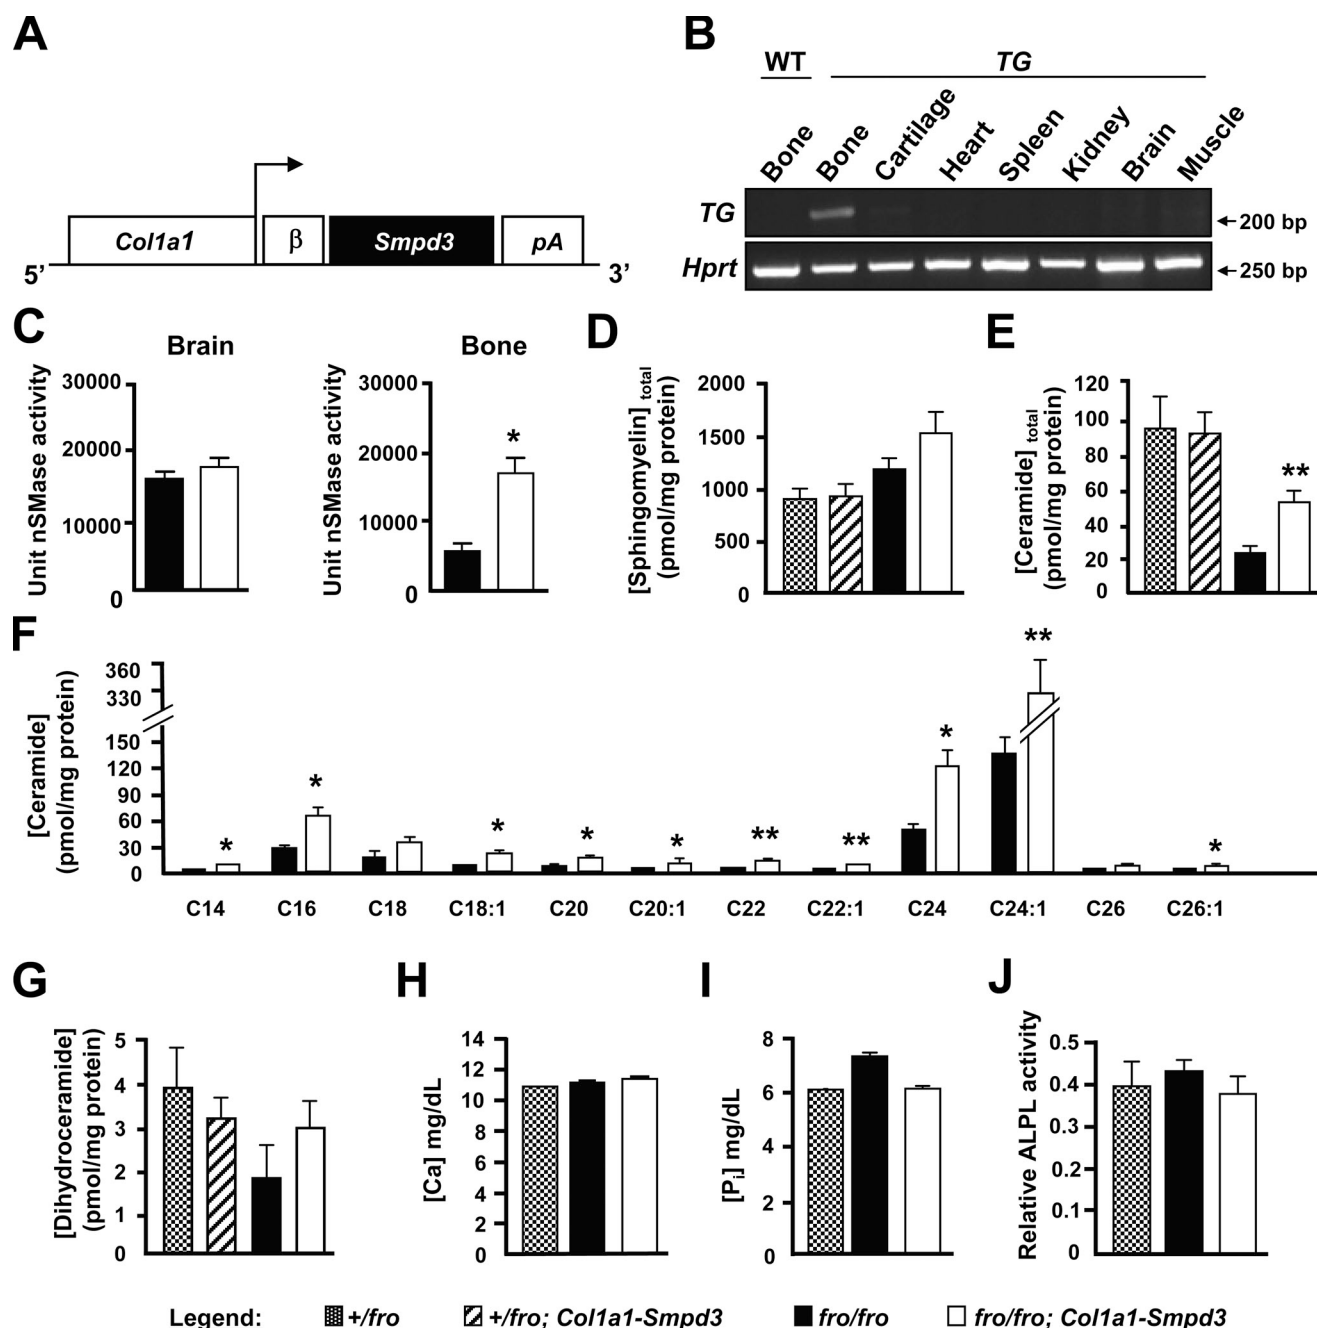 A
Col1a1 β Smpd3 pA
5’ 3’
B
WT TG
Bone Bone Cartilage Heart Spleen Kidney Brain Muscle
TG ←200 bp
Hprt ←250 bp
C
Brain
Unit nSMase activity
30000
20000
10000
0
Bone
Unit nSMase activity
30000
20000
10000
0
*
D
[Sphingomyelin] total
(pmol/mg protein)
2000
1500
1000
500
0
E
[Ceramide] total
(pmol/mg protein)
120
100
80
60
40
20
0
**
F
[Ceramide]
(pmol/mg protein)
360
330
150
120
90
60
30
0
* * * * * ** ** * ** *
C14 C16 C18 C18:1 C20 C20:1 C22 C22:1 C24 C24:1 C26 C26:1
G
[Dihydroceramide]
(pmol/mg protein)
5
4
3
2
1
0
H
[Ca] mg/dL
14
12
10
8
6
4
2
0
I
[Pi] mg/dL
8
6
4
2
0
J
Relative ALPL activity
0.5
0.4
0.3
0.2
0.1
0
Legend: +/fro +/fro; Col1a1-Smpd3 fro/fro fro/fro; Col1a1-Smpd3